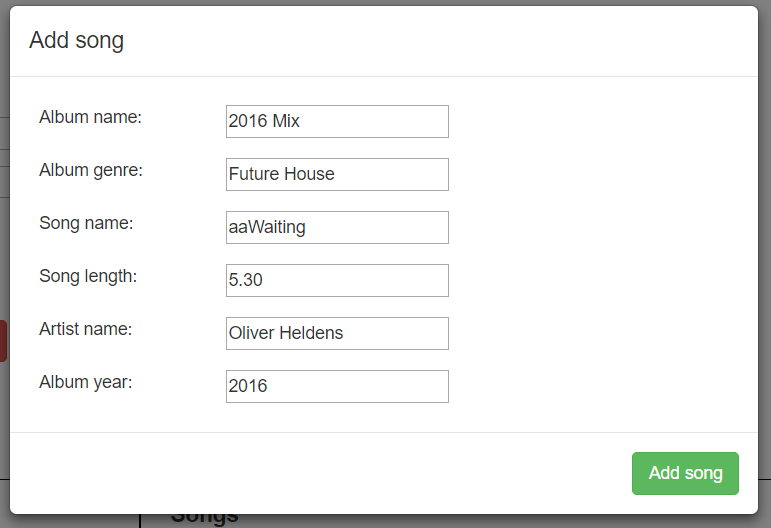 Add song
Album name: 2016 Mix
Album genre: Future House
Song name: aaWaiting
Song length: 5.30
Artist name: Oliver Heldens
Album year: 2016
Add song
Songs